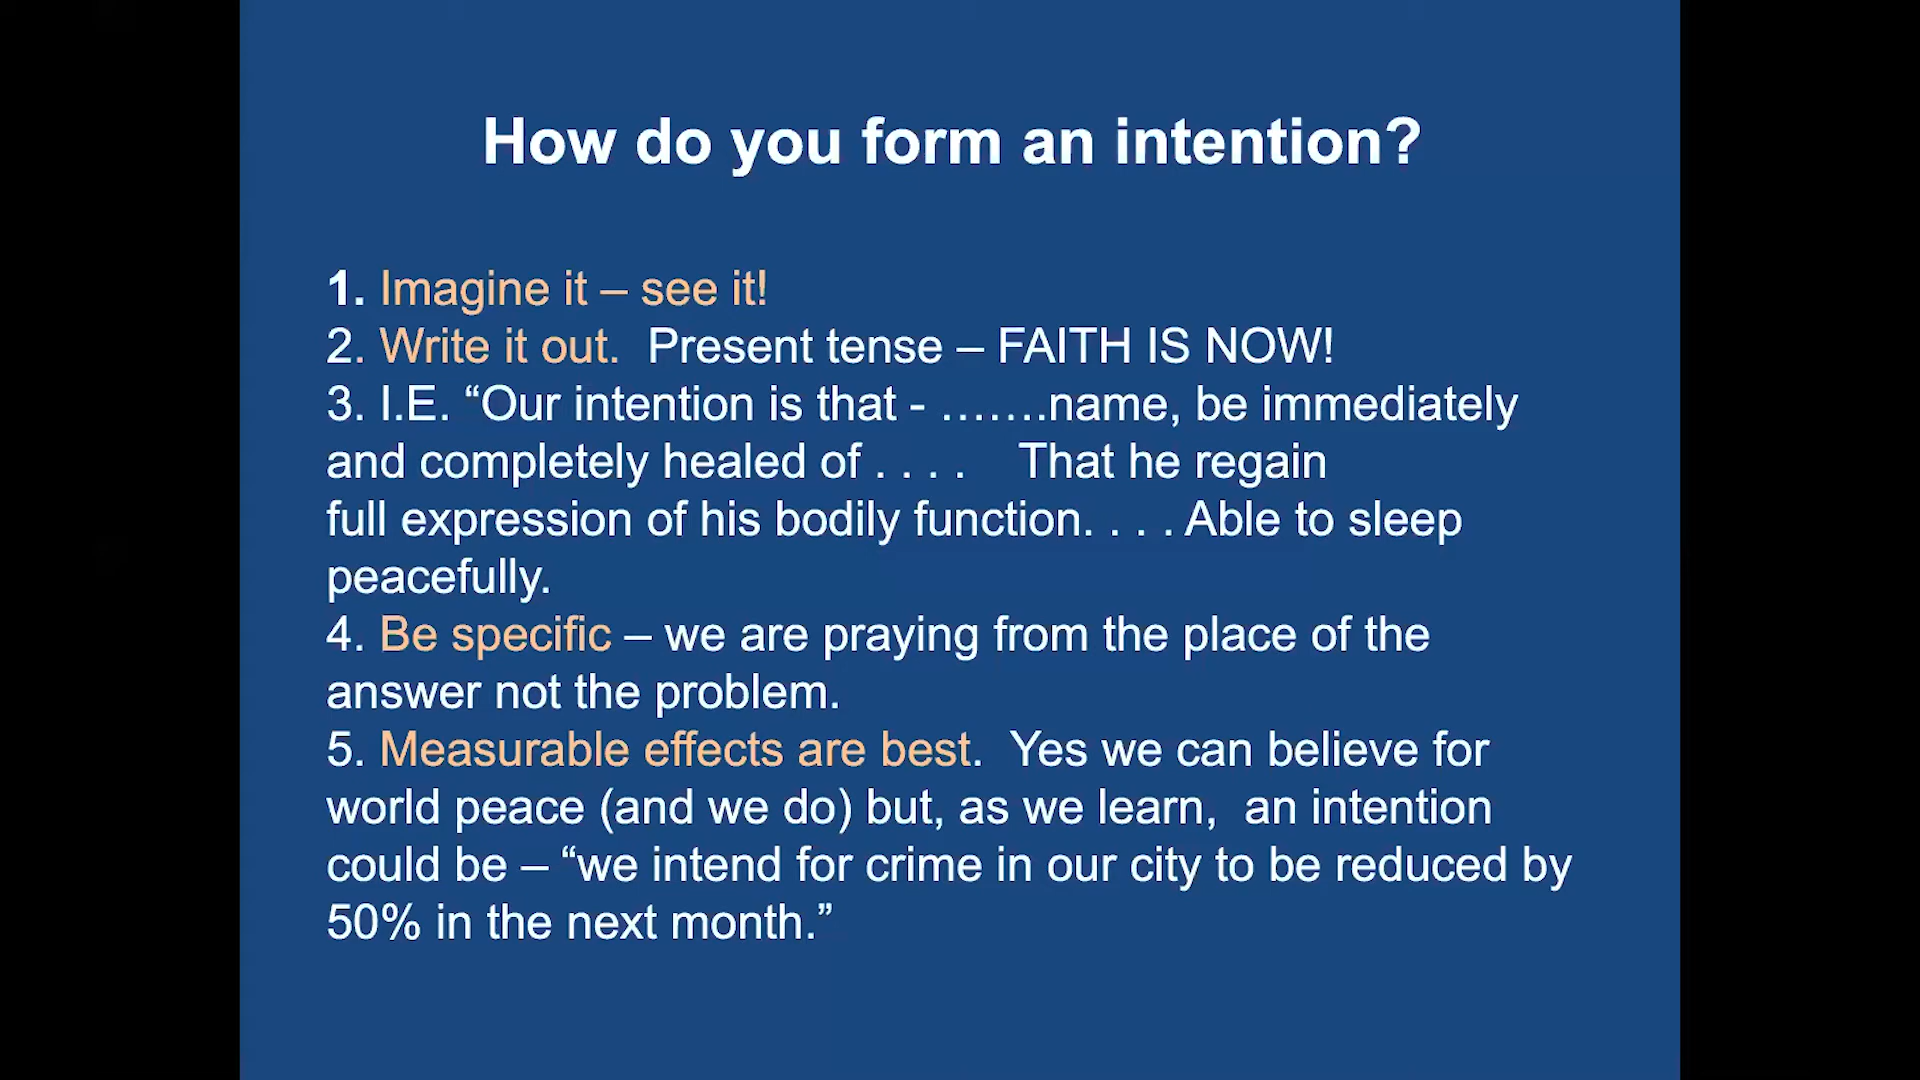 How do you form an intention?
1. Imagine it – see it!
2. Write it out.  Present tense – FAITH IS NOW!
3. I.E. “Our intention is that - …….name, be immediately
and completely healed of . . . .    That he regain
full expression of his bodily function. . . . Able to sleep
peacefully.
4. Be specific – we are praying from the place of the
answer not the problem.
5. Measurable effects are best.  Yes we can believe for
world peace (and we do) but, as we learn,  an intention
could be – “we intend for crime in our city to be reduced by
50% in the next month.”